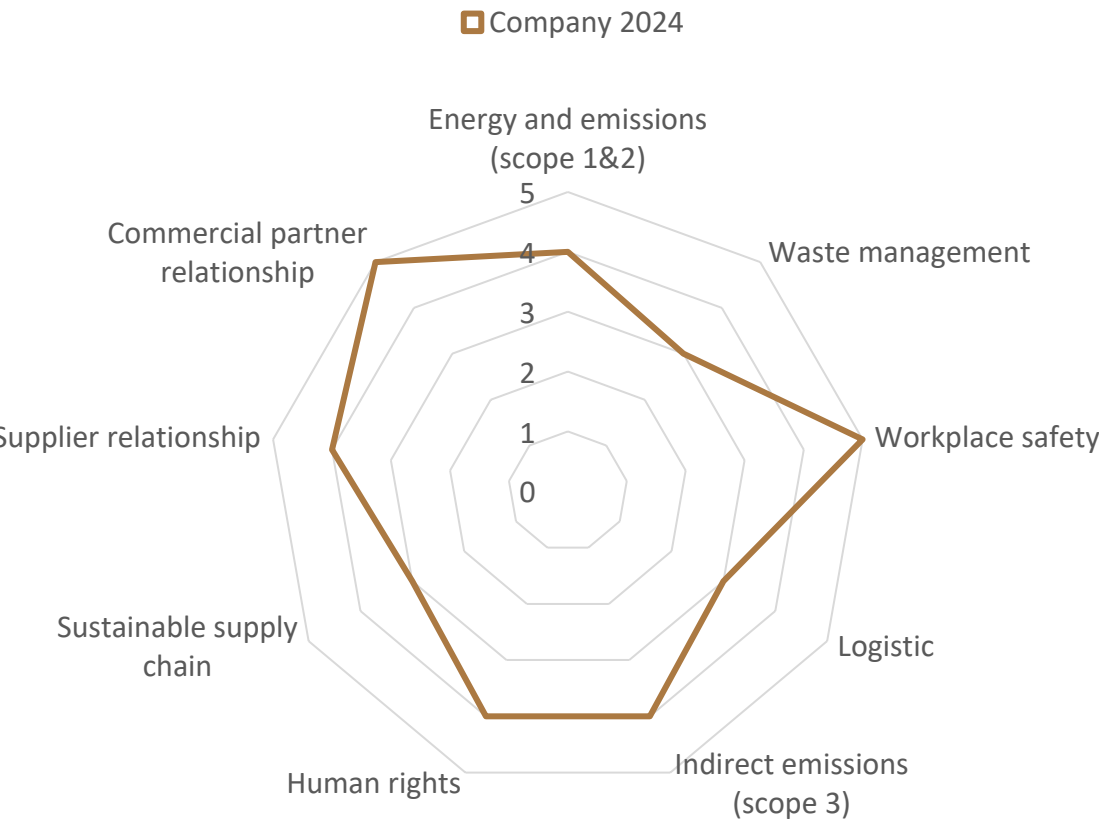 Company 2024
Energy and emissions
(scope 1&2)
5
Commercial partner
relationship
Waste management
4
3
2
Supplier relationship
1
Workplace safety
0
Sustainable supply
chain
Logistic
Human rights
Indirect emissions
(scope 3)